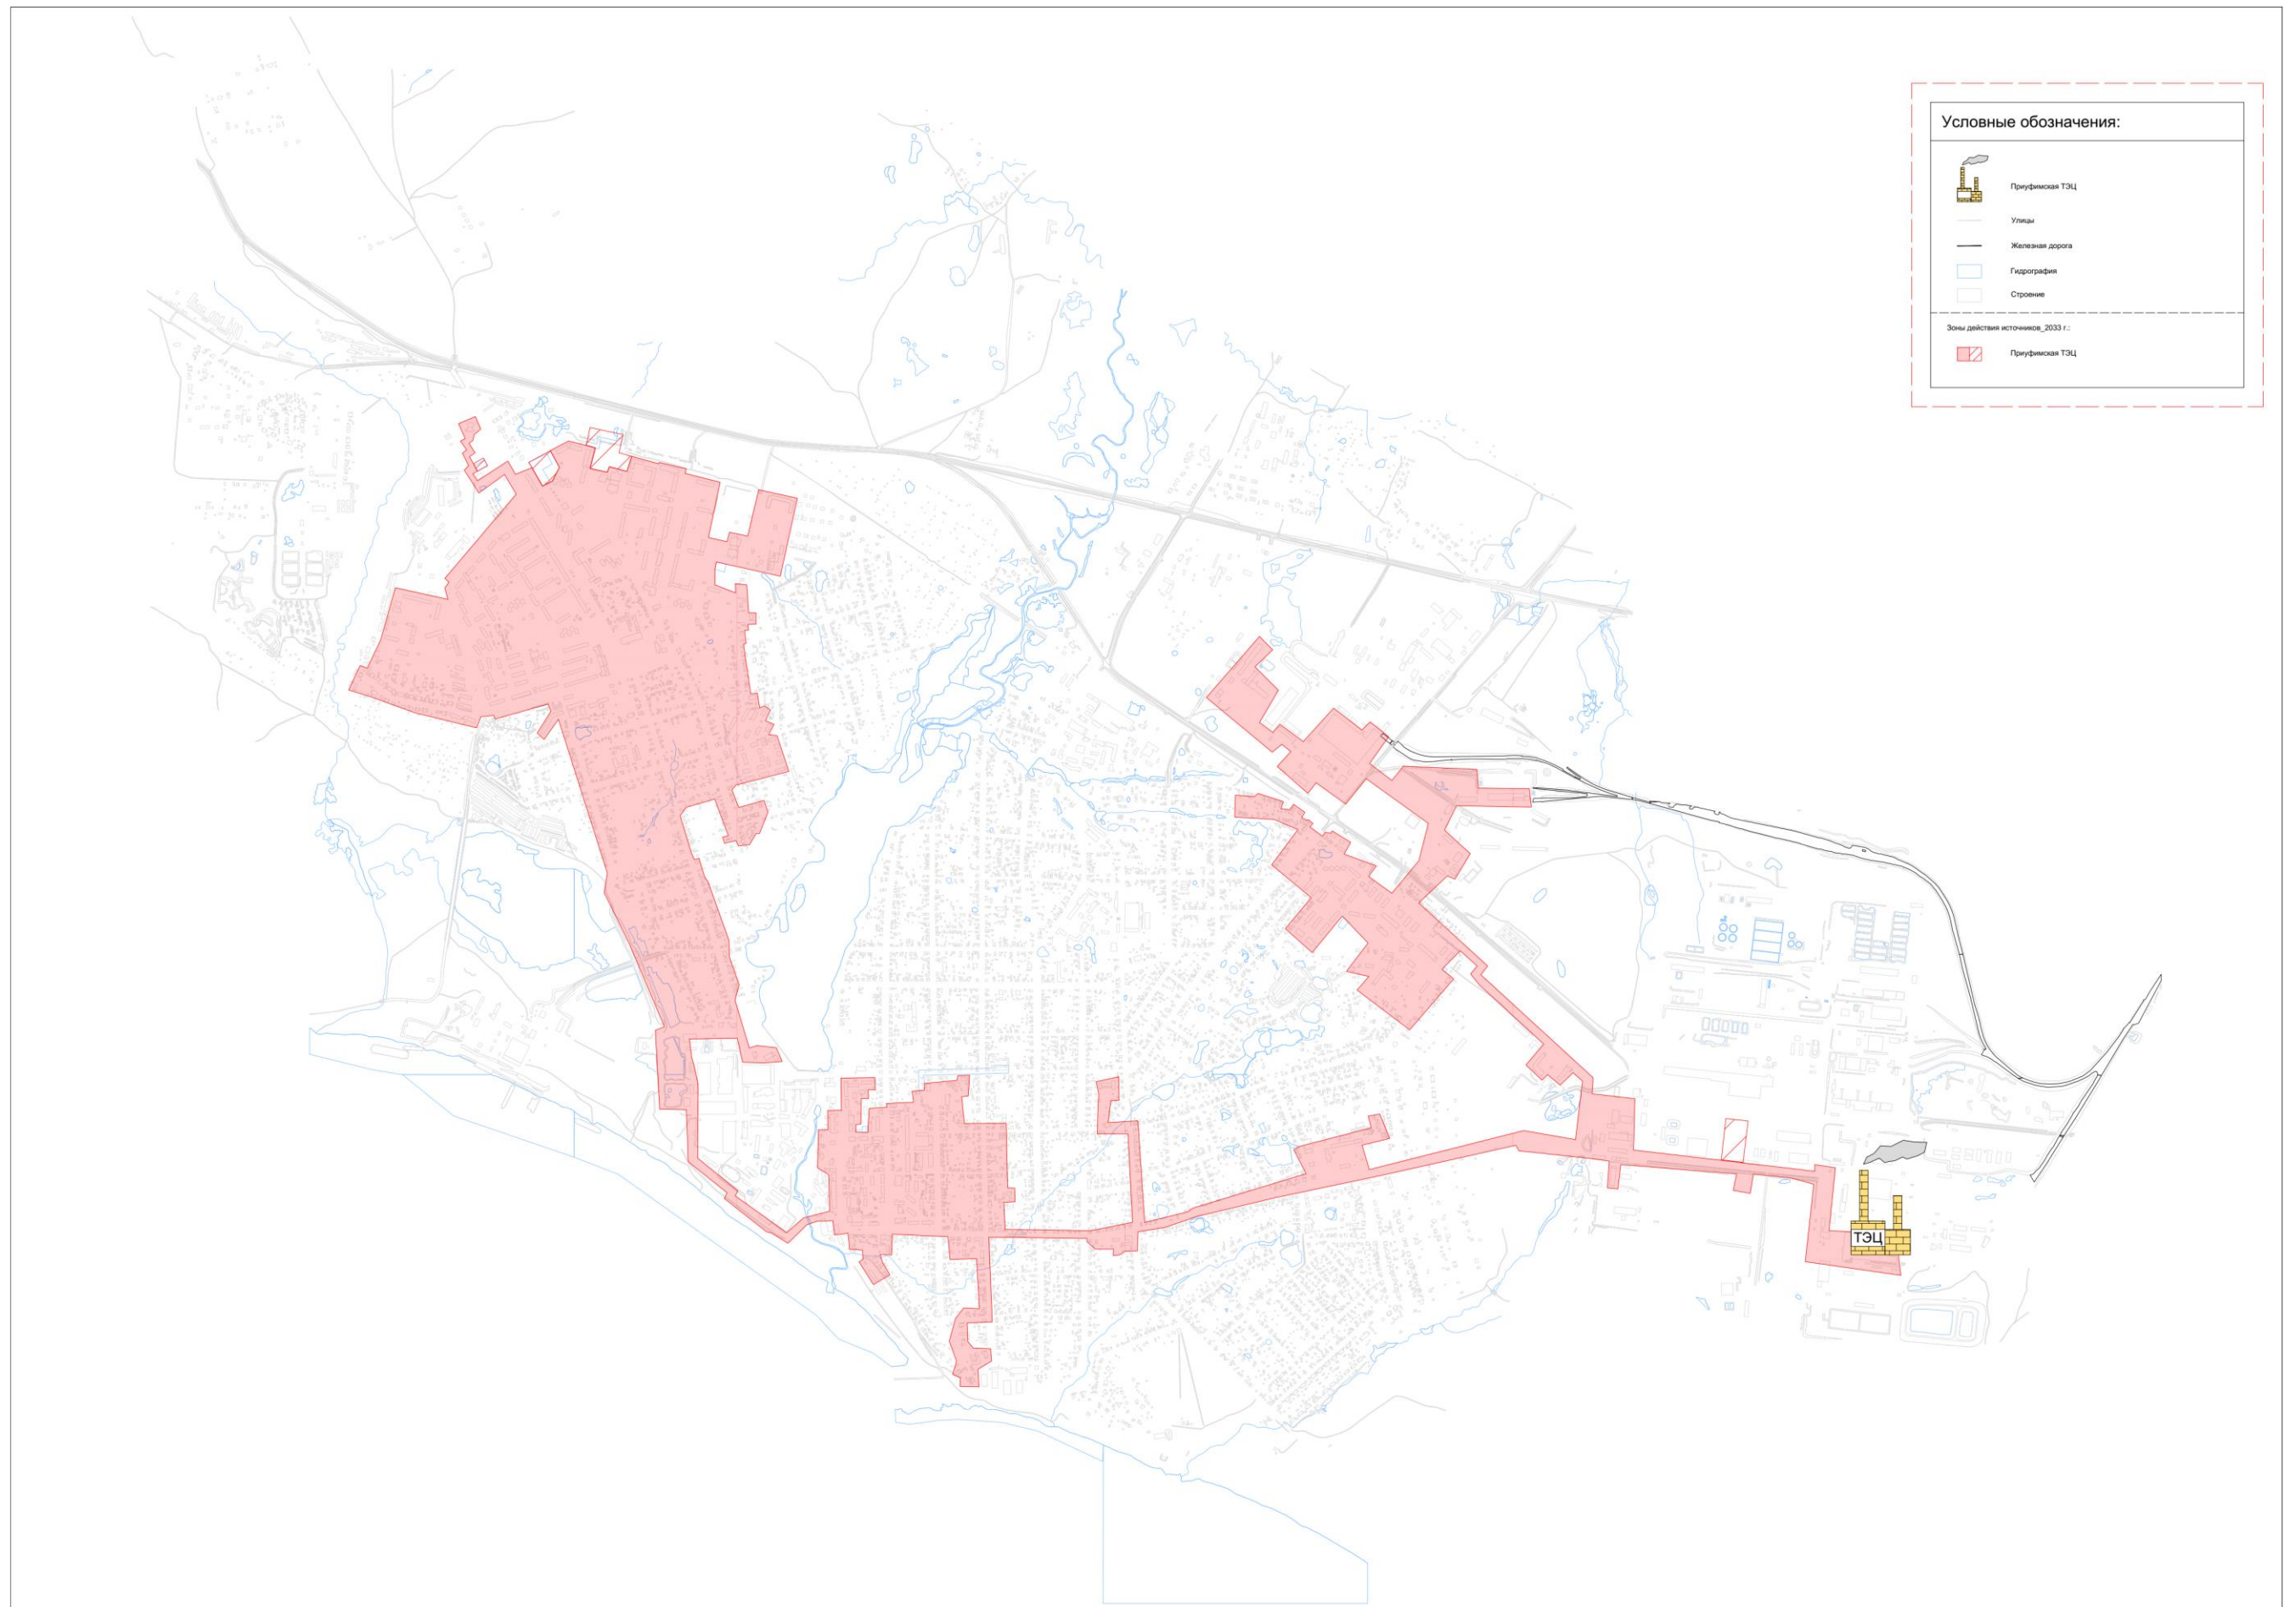 Условные обозначения:
Приуфимская ТЭЦ
Улицы
Железная дорога
Гидрография
Строение
Зоны действия источников_2033 г.:
Приуфимская ТЭЦ
ТЭЦ